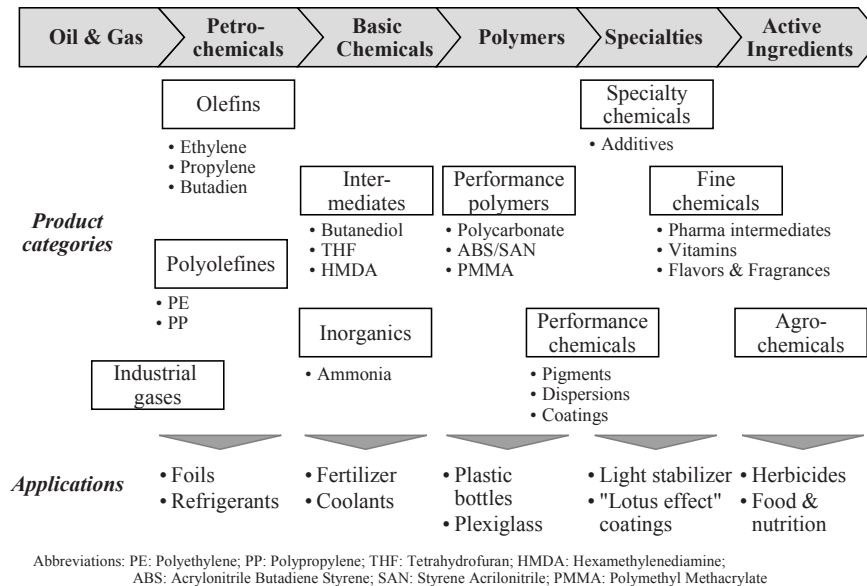 Oil & Gas
Petro-
chemicals
Basic
Chemicals
Polymers
Specialties
Active
Ingredients
Product
categories
Olefins
• Ethylene
• Propylene
• Butadien
Polyolefines
• PE
• PP
Industrial
gases
Inter-
mediates
• Butanediol
• THF
• HMDA
Inorganics
• Ammonia
Performance
polymers
• Polycarbonate
• ABS/SAN
• PMMA
Performance
chemicals
• Pigments
• Dispersions
• Coatings
Specialty
chemicals
• Additives
Fine
chemicals
• Pharma intermediates
• Vitamins
• Flavors & Fragrances
Agro-
chemicals
Applications
• Foils
• Refrigerants
• Fertilizer
• Coolants
• Plastic
bottles
• Plexiglass
• Light stabilizer
• "Lotus effect"
coatings
• Herbicides
• Food &
nutrition
Abbreviations: PE: Polyethylene; PP: Polypropylene; THF: Tetrahydrofuran; HMDA: Hexamethylenediamine;
ABS: Acrylonitrile Butadiene Styrene; SAN: Styrene Acrilonitrile; PMMA: Polymethyl Methacrylate